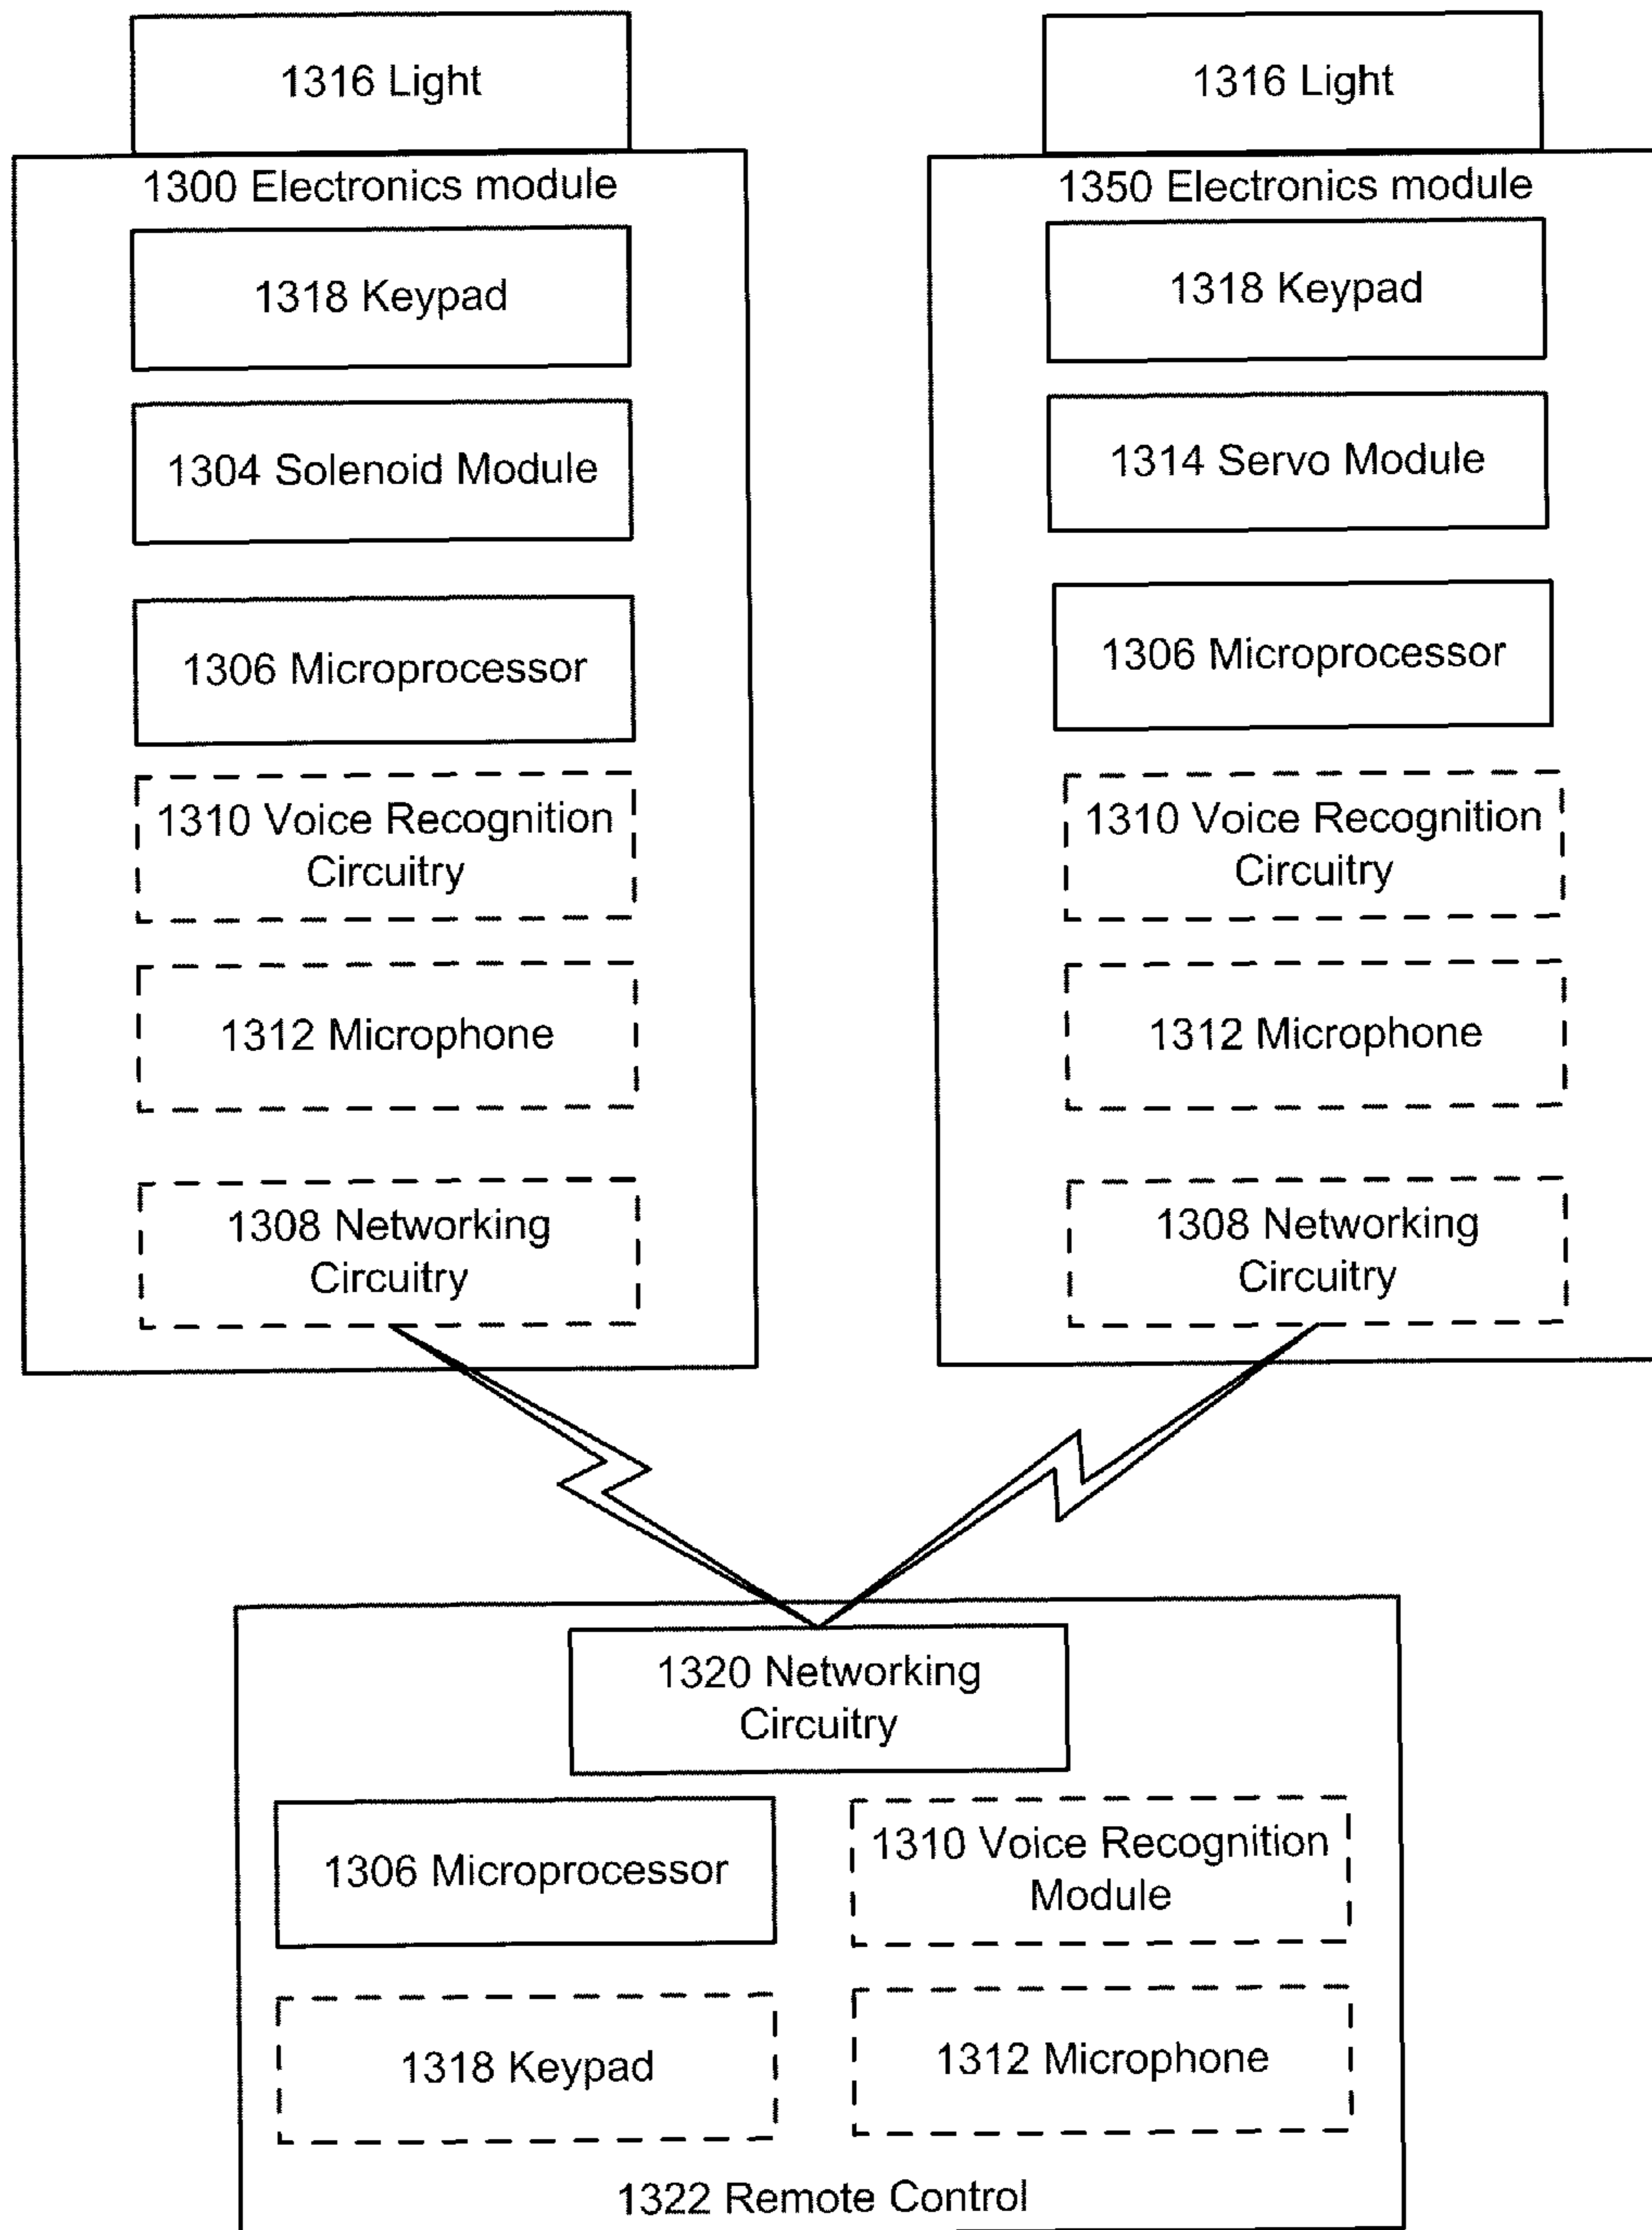 1316 Light
1300 Electronics module
1318 Keypad
1304 Solenoid Module
1306 Microprocessor
1310 Voice Recognition
Circuitry
1312 Microphone
1308 Networking
Circuitry
1316 Light
1350 Electronics module
1318 Keypad
1314 Servo Module
1306 Microprocessor
1310 Voice Recognition
Circuitry
1312 Microphone
1308 Networking
Circuitry
1320 Networking
Circuitry
1306 Microprocessor
1310 Voice Recognition
Module
1318 Keypad
1312 Microphone
1322 Remote Control